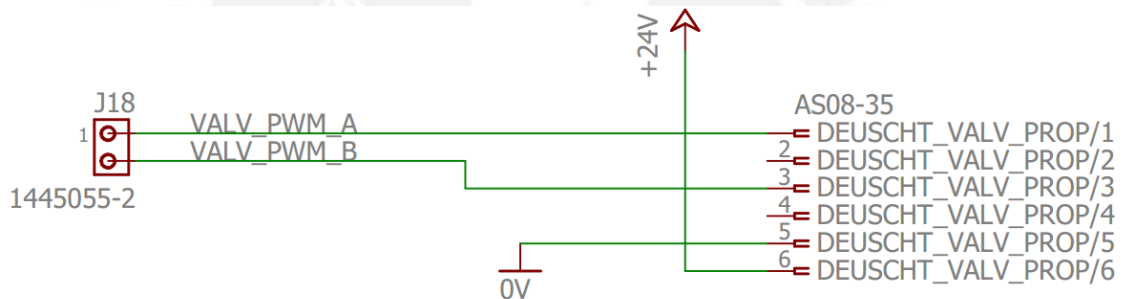 +24V
J18
AS08-35
1
VALV_PWM_A
DEUSCHT_VALV_PROP/1
VALV_PWM_B
2
DEUSCHT_VALV_PROP/2
3
DEUSCHT_VALV_PROP/3
1445055-2
4
DEUSCHT_VALV_PROP/4
5
DEUSCHT_VALV_PROP/5
6
DEUSCHT_VALV_PROP/6
0V